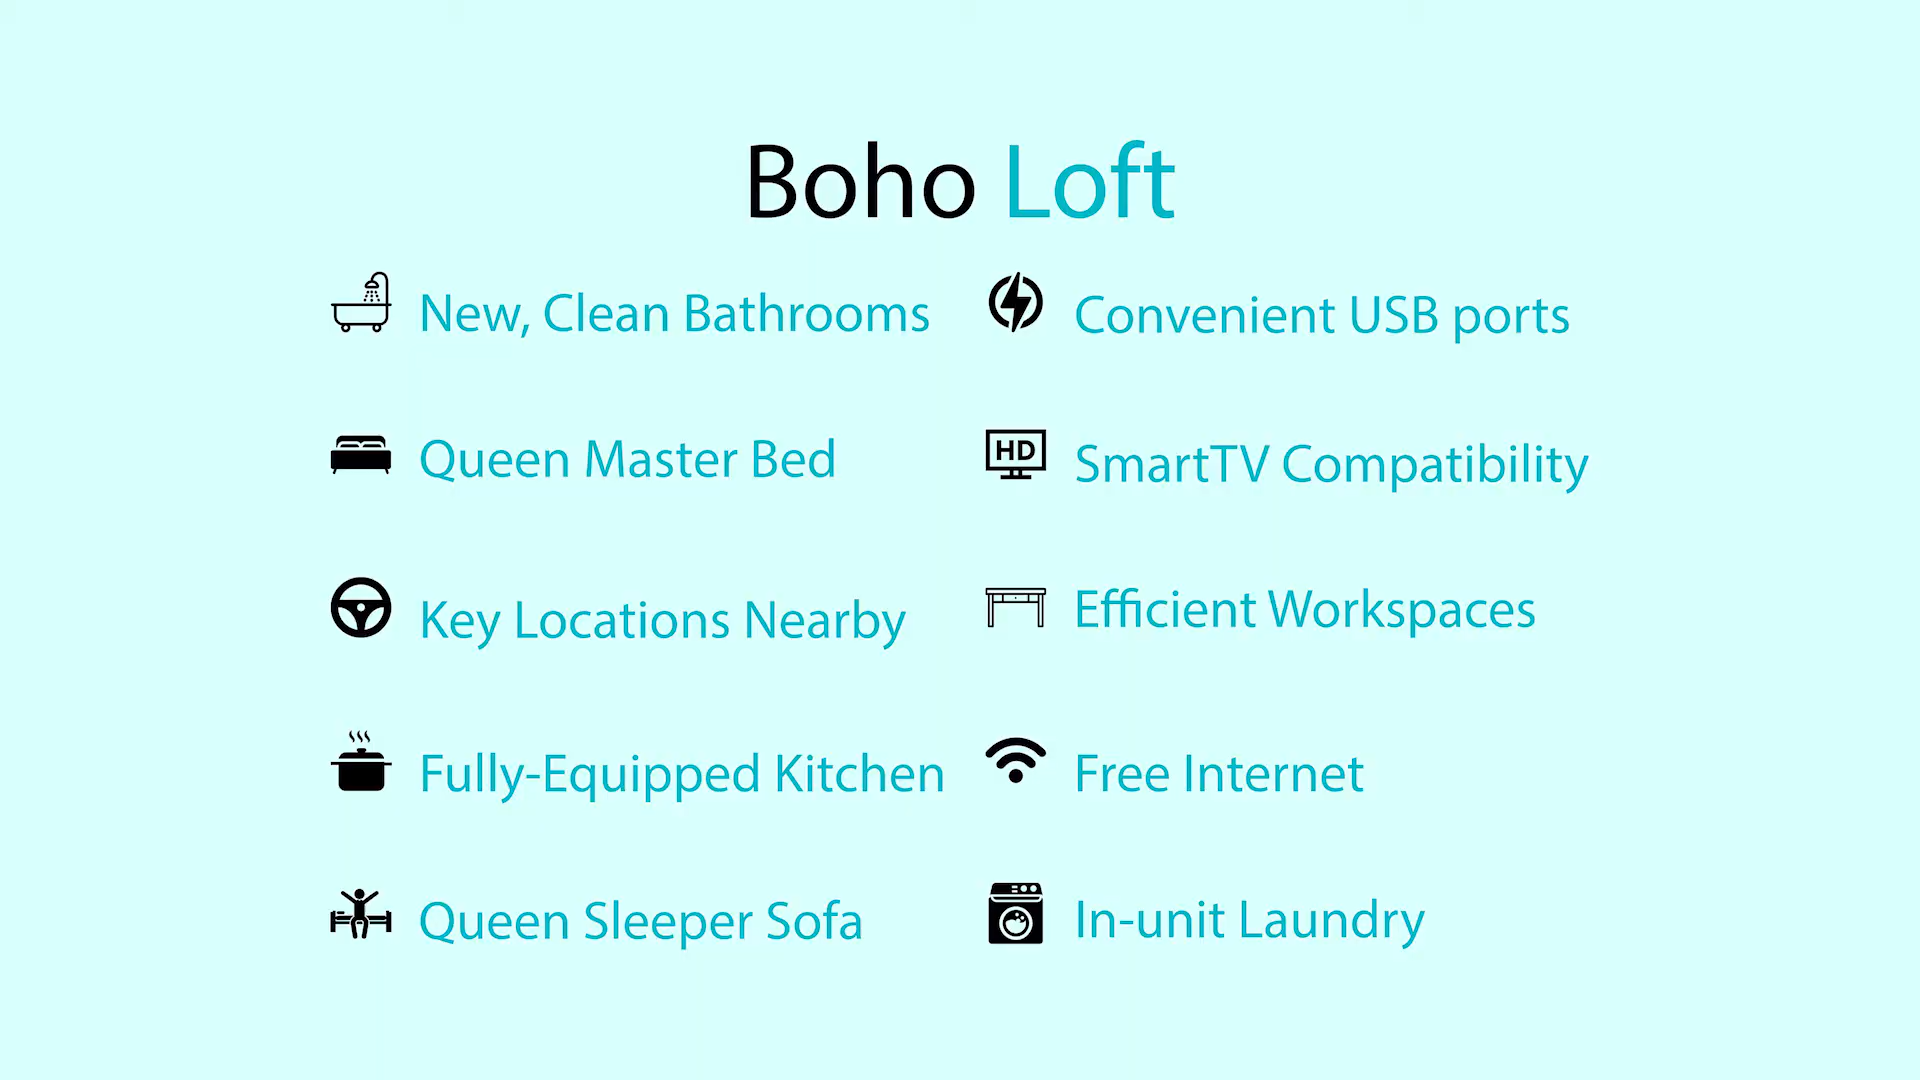 Boho Loft
New, Clean Bathrooms
Queen Master Bed
Key Locations Nearby
Fully-Equipped Kitchen
Queen Sleeper Sofa
Convenient USB ports
HD
SmartTV Compatibility
Efficient Workspaces
Free Internet
In-unit Laundry